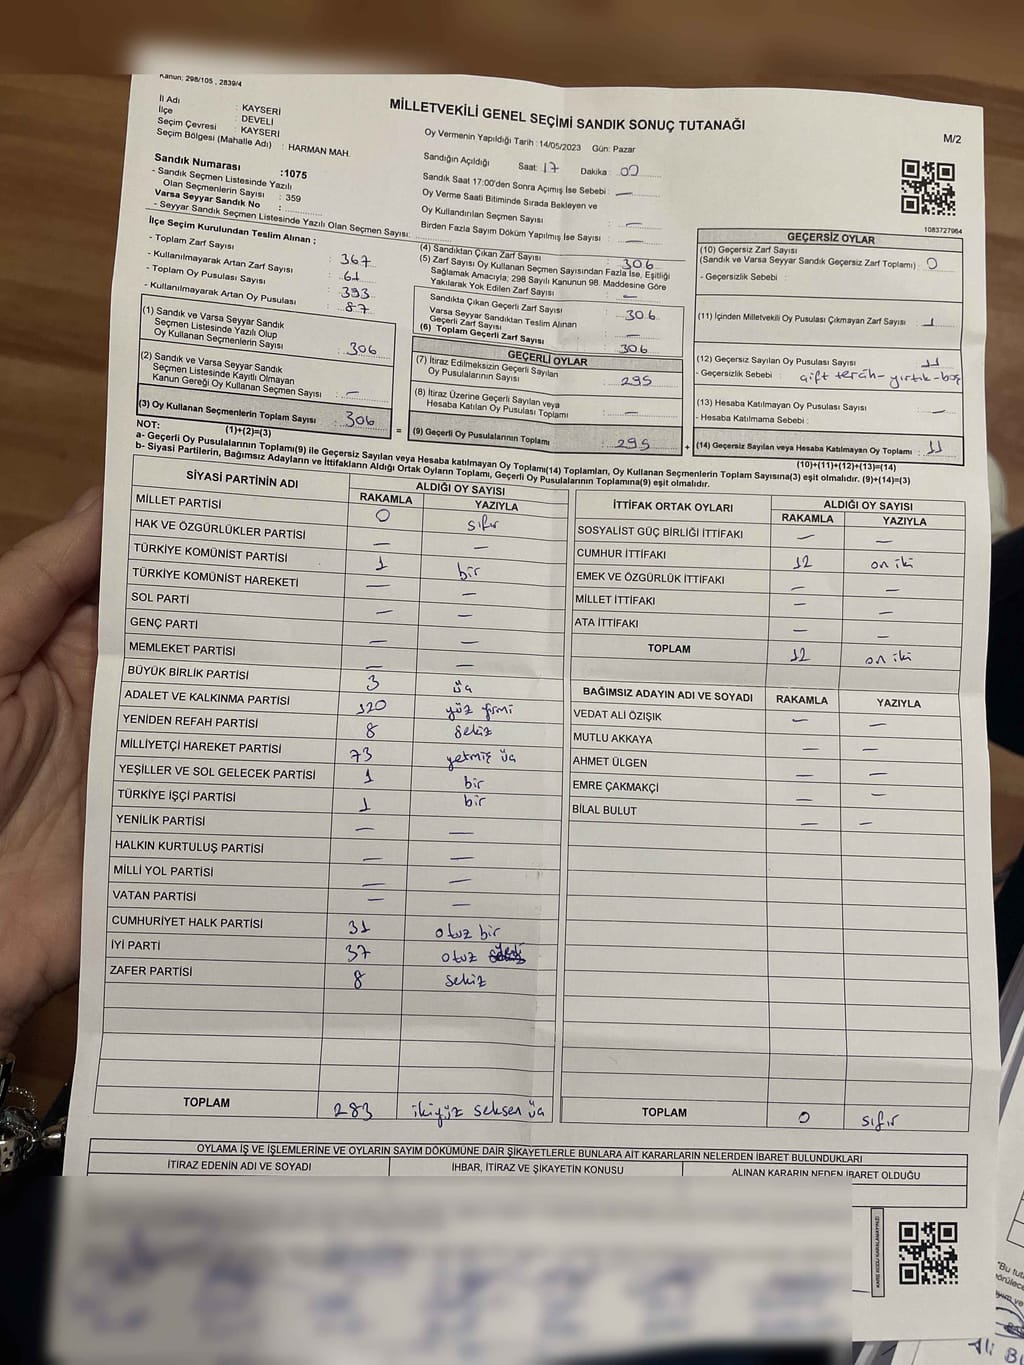 Kanun: 298/105 , 2839/4
İl Adı : KAYSERİ
İlçe : DEVELİ
Seçim Çevresi : KAYSERİ
Seçim Bölgesi (Mahalle Adı) : HARMAN MAH.
MİLLETVEKİLİ GENEL SEÇİMİ SANDIK SONUÇ TUTANAĞI
M/2
Oy Vermenin Yapıldığı Tarih : 14/05/2023 Gün: Pazar
Sandık Numarası :1075
- Sandık Seçmen Listesinde Yazılı
Olan Seçmenlerin Sayısı : 359
Varsa Seyyar Sandık No :
- Seyyar Sandık Seçmen Listesinde Yazılı Olan Seçmen Sayısı:
Sandığın Açıldığı Saat: 17 Dakika : 00
Sandık Saat 17:00'den Sonra Açımış İse Sebebi : —
Oy Verme Saati Bitiminde Sırada Bekleyen ve
Oy Kullandırılan Seçmen Sayısı : —
Birden Fazla Sayım Döküm Yapılmış İse Sayısı : —
1083727964
İlçe Seçim Kurulundan Teslim Alınan ;
- Toplam Zarf Sayısı : 367
- Kullanılmayarak Artan Zarf Sayısı : 61
- Toplam Oy Pusulası Sayısı : 393
- Kullanılmayarak Artan Oy Pusulası : 87
(1) Sandık ve Varsa Seyyar Sandık
Seçmen Listesinde Yazılı Olup
Oy Kullanan Seçmenlerin Sayısı : 306
(2) Sandık ve Varsa Seyyar Sandık
Seçmen Listesinde Kayıtlı Olmayan
Kanun Gereği Oy Kullanan Seçmen Sayısı : —
(3) Oy Kullanan Seçmenlerin Toplam Sayısı : 306
(1)+(2)=(3)
(4) Sandıktan Çıkan Zarf Sayısı : 306
(5) Zarf Sayısı Oy Kullanan Seçmen Sayısından Fazla İse, Eşitliği
Sağlamak Amacıyla; 298 Sayılı Kanunun 98. Maddesine Göre
Yakılarak Yok Edilen Zarf Sayısı : —
Sandıkta Çıkan Geçerli Zarf Sayısı : 306
Varsa Seyyar Sandıktan Teslim Alınan
Geçerli Zarf Sayısı : —
(6) Toplam Geçerli Zarf Sayısı : 306
GEÇERLİ OYLAR
(7) İtiraz Edilmeksizin Geçerli Sayılan
Oy Pusulalarının Sayısı : 295
(8) İtiraz Üzerine Geçerli Sayılan veya
Hesaba Katılan Oy Pusulası Toplamı : —
(9) Geçerli Oy Pusulalarının Toplamı : 295
GEÇERSİZ OYLAR
(10) Geçersiz Zarf Sayısı
(Sandık ve Varsa Seyyar Sandık Geçersiz Zarf Toplamı) : 0
- Geçersizlik Sebebi :
(11) İçinden Milletvekili Oy Pusulası Çıkmayan Zarf Sayısı : 1
(12) Geçersiz Sayılan Oy Pusulası Sayısı : 11
- Geçersizlik Sebebi : çift tercih-yırtık-boş
(13) Hesaba Katılmayan Oy Pusulası Sayısı : —
- Hesaba Katılmama Sebebi :
(14) Geçersiz Sayılan veya Hesaba Katılmayan Oy Toplamı : 11
(10)+(11)+(12)+(13)=(14)
NOT:
a- Geçerli Oy Pusulalarının Toplamı(9) ile Geçersiz Sayılan veya Hesaba katılmayan Oy Toplamı(14) Toplamları, Oy Kullanan Seçmenlerin Toplam Sayısına(3) eşit olmalıdır. (9)+(14)=(3)
b- Siyasi Partilerin, Bağımsız Adayların ve İttifakların Aldığı Ortak Oyların Toplamı, Geçerli Oy Pusulalarının Toplamına(9) eşit olmalıdır.
SİYASİ PARTİNİN ADI ALDIĞI OY SAYISI
RAKAMLA YAZIYLA
MİLLET PARTİSİ 0 sıfır
HAK VE ÖZGÜRLÜKLER PARTİSİ — —
TÜRKİYE KOMÜNİST PARTİSİ 1 bir
TÜRKİYE KOMÜNİST HAREKETİ — —
SOL PARTİ — —
GENÇ PARTİ — —
MEMLEKET PARTİSİ — —
BÜYÜK BİRLİK PARTİSİ 3 üç
ADALET VE KALKINMA PARTİSİ 120 yüz yirmi
YENİDEN REFAH PARTİSİ 8 sekiz
MİLLİYETÇİ HAREKET PARTİSİ 73 yetmiş üç
YEŞİLLER VE SOL GELECEK PARTİSİ 1 bir
TÜRKİYE İŞÇİ PARTİSİ 1 bir
YENİLİK PARTİSİ — —
HALKIN KURTULUŞ PARTİSİ — —
MİLLİ YOL PARTİSİ — —
VATAN PARTİSİ — —
CUMHURİYET HALK PARTİSİ 31 otuz bir
İYİ PARTİ 37 otuz yedi
ZAFER PARTİSİ 8 sekiz
TOPLAM 283 ikiyüz seksen üç
İTTİFAK ORTAK OYLARI ALDIĞI OY SAYISI
RAKAMLA YAZIYLA
SOSYALİST GÜÇ BİRLİĞİ İTTİFAKI — —
CUMHUR İTTİFAKI 12 on iki
EMEK VE ÖZGÜRLÜK İTTİFAKI — —
MİLLET İTTİFAKI — —
ATA İTTİFAKI — —
TOPLAM 12 on iki
BAĞIMSIZ ADAYIN ADI VE SOYADI RAKAMLA YAZIYLA
VEDAT ALİ ÖZIŞIK — —
MUTLU AKKAYA — —
AHMET ÜLGEN — —
EMRE ÇAKMAKÇİ — —
BİLAL BULUT — —
TOPLAM 0 sıfır
OYLAMA İŞ VE İŞLEMLERİNE VE OYLARIN SAYIM DÖKÜMÜNE DAİR ŞİKAYETLERLE BUNLARA AİT KARARLARIN NELERDEN İBARET BULUNDUKLARI
İTİRAZ EDENİN ADI VE SOYADI İHBAR, İTİRAZ VE ŞİKAYETİN KONUSU ALINAN KARARIN NEDEN İBARET OLDUĞU
KARE KODU KARALAMAYINIZ!
"Bu tut